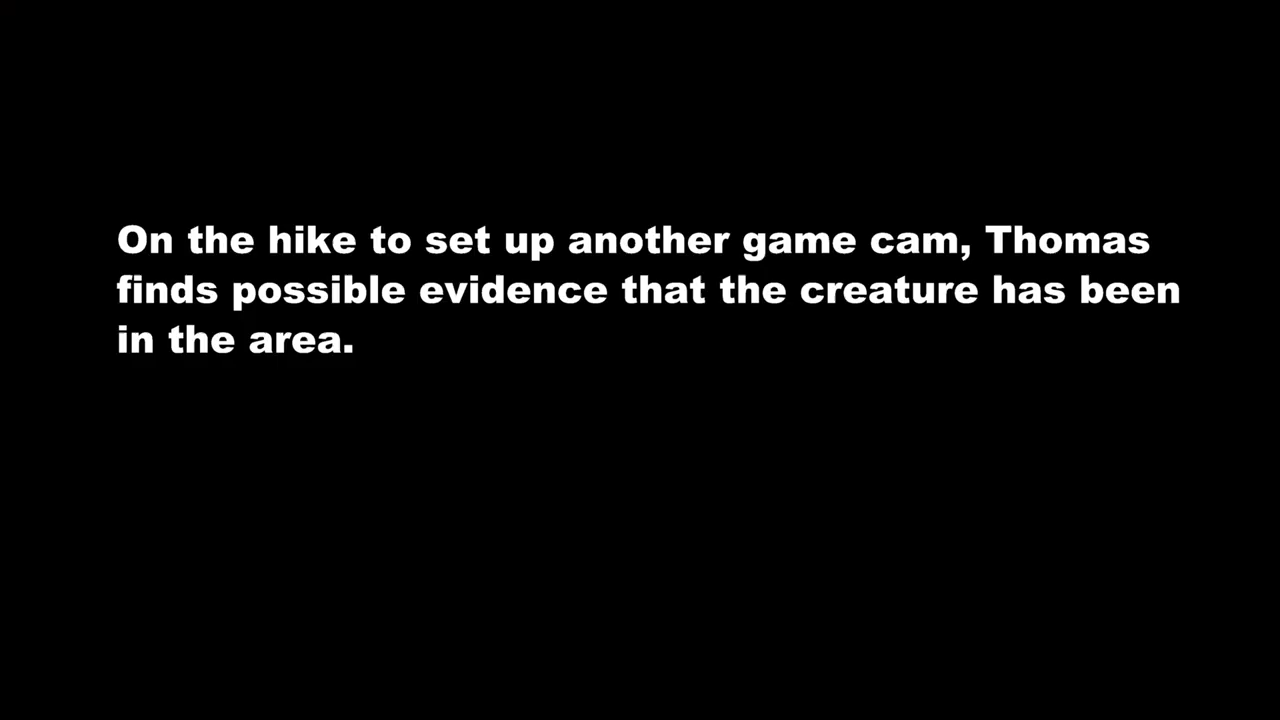 On the hike to set up another game cam, Thomas
finds possible evidence that the creature has been
in the area.